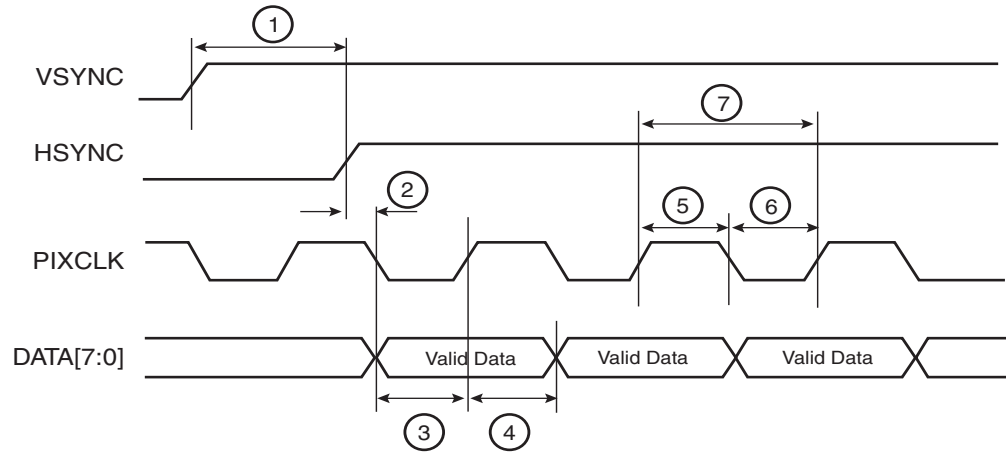 1
VSYNC
7
HSYNC
2
5
6
PIXCLK
DATA[7:0]
Valid Data
Valid Data
Valid Data
3
4